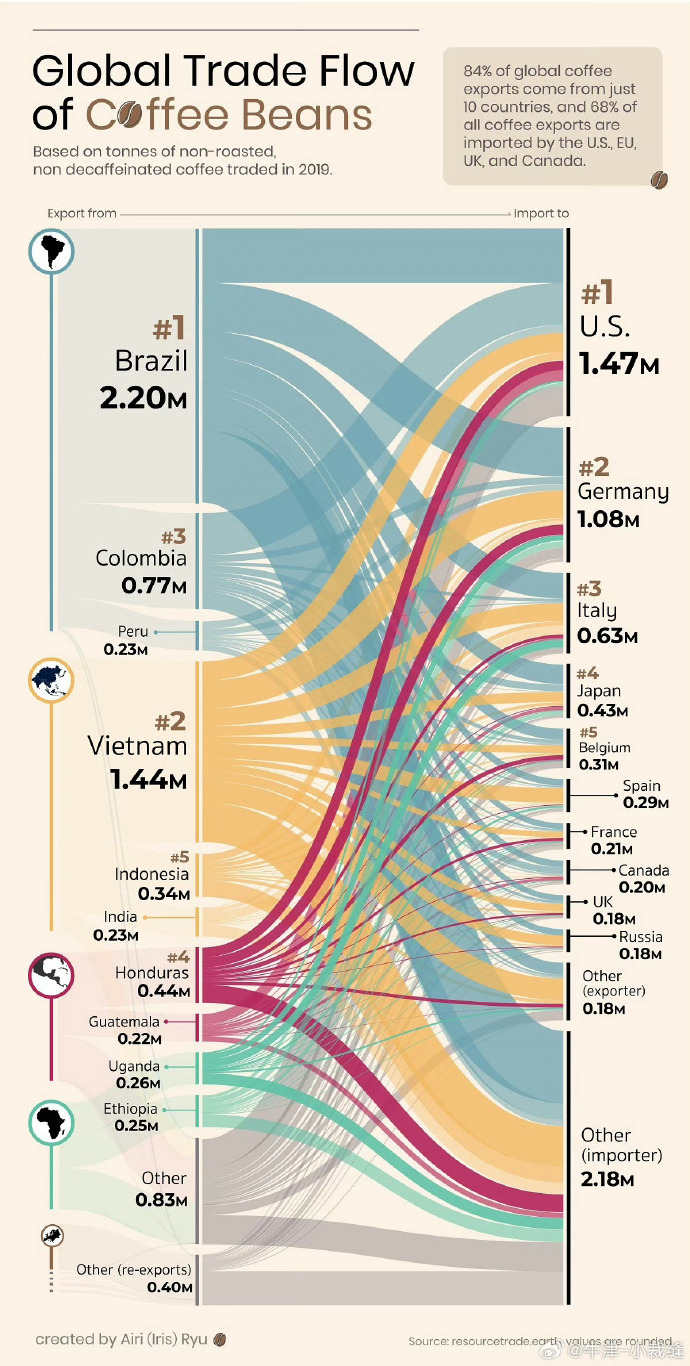 Global Trade Flow
of Coffee Beans
Based on tonnes of non-roasted,
non decaffeinated coffee traded in 2019.
84% of global coffee
exports come from just
10 countries, and 68% of
all coffee exports are
imported by the U.S., EU,
UK, and Canada.
Export from
Import to
#1
Brazil
2.20M
#3
Colombia
0.77M
Peru
0.23M
#2
Vietnam
1.44M
#5
Indonesia
0.34M
India
0.23M
#4
Honduras
0.44M
Guatemala
0.22M
Uganda
0.26M
Ethiopia
0.25M
Other
0.83M
Other (re-exports)
0.40M
#1
U.S.
1.47M
#2
Germany
1.08M
#3
Italy
0.63M
#4
Japan
0.43M
#5
Belgium
0.31M
Spain
0.29M
France
0.21M
Canada
0.20M
UK
0.18M
Russia
0.18M
Other
(exporter)
0.18M
Other
(importer)
2.18M
created by Airi (Iris) Ryu
Source: resourcetrade.earth, values are rounded.
@牛津-小裁缝